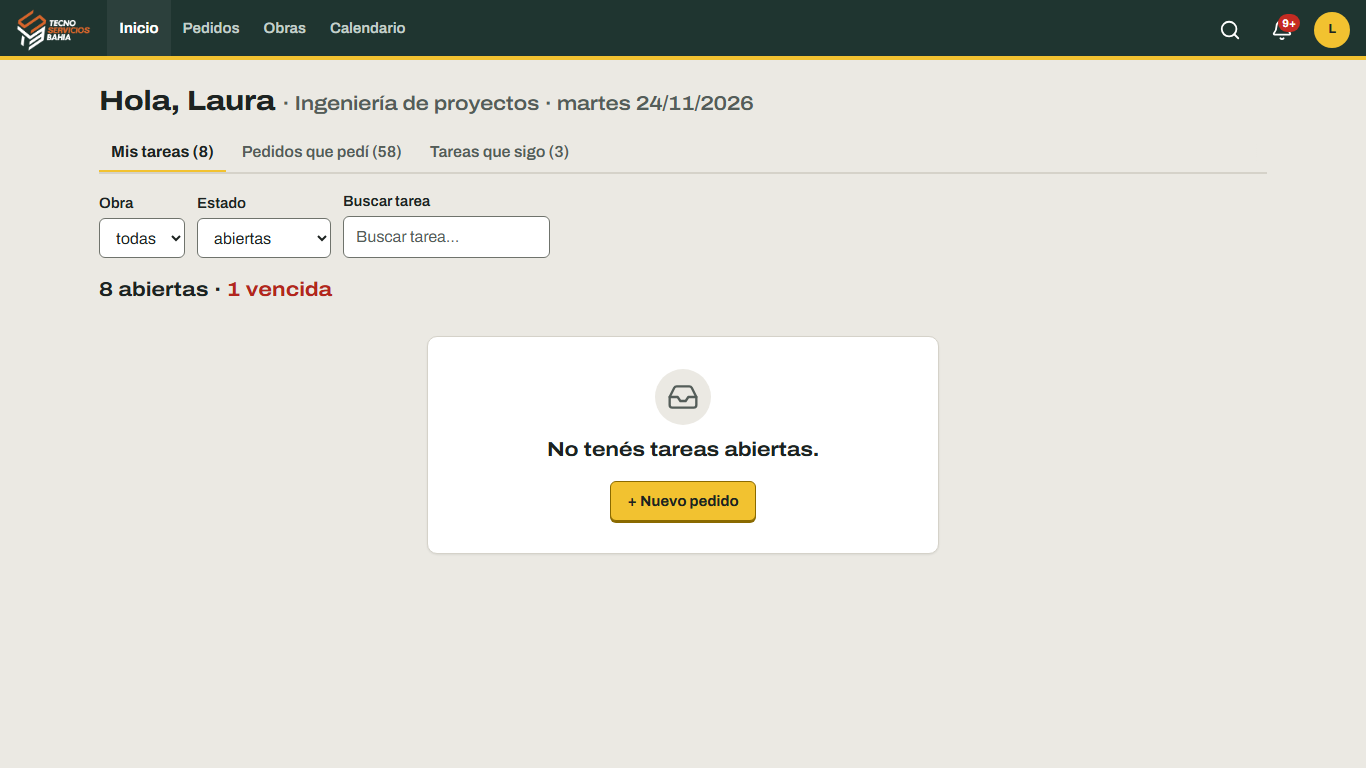 TECNO
SERVICIOS
BAHIA
Inicio Pedidos Obras Calendario
9+
L
Hola, Laura · Ingeniería de proyectos · martes 24/11/2026
Mis tareas (8) Pedidos que pedí (58) Tareas que sigo (3)
Obra Estado Buscar tarea
todas abiertas Buscar tarea...
8 abiertas · 1 vencida
No tenés tareas abiertas.
+ Nuevo pedido